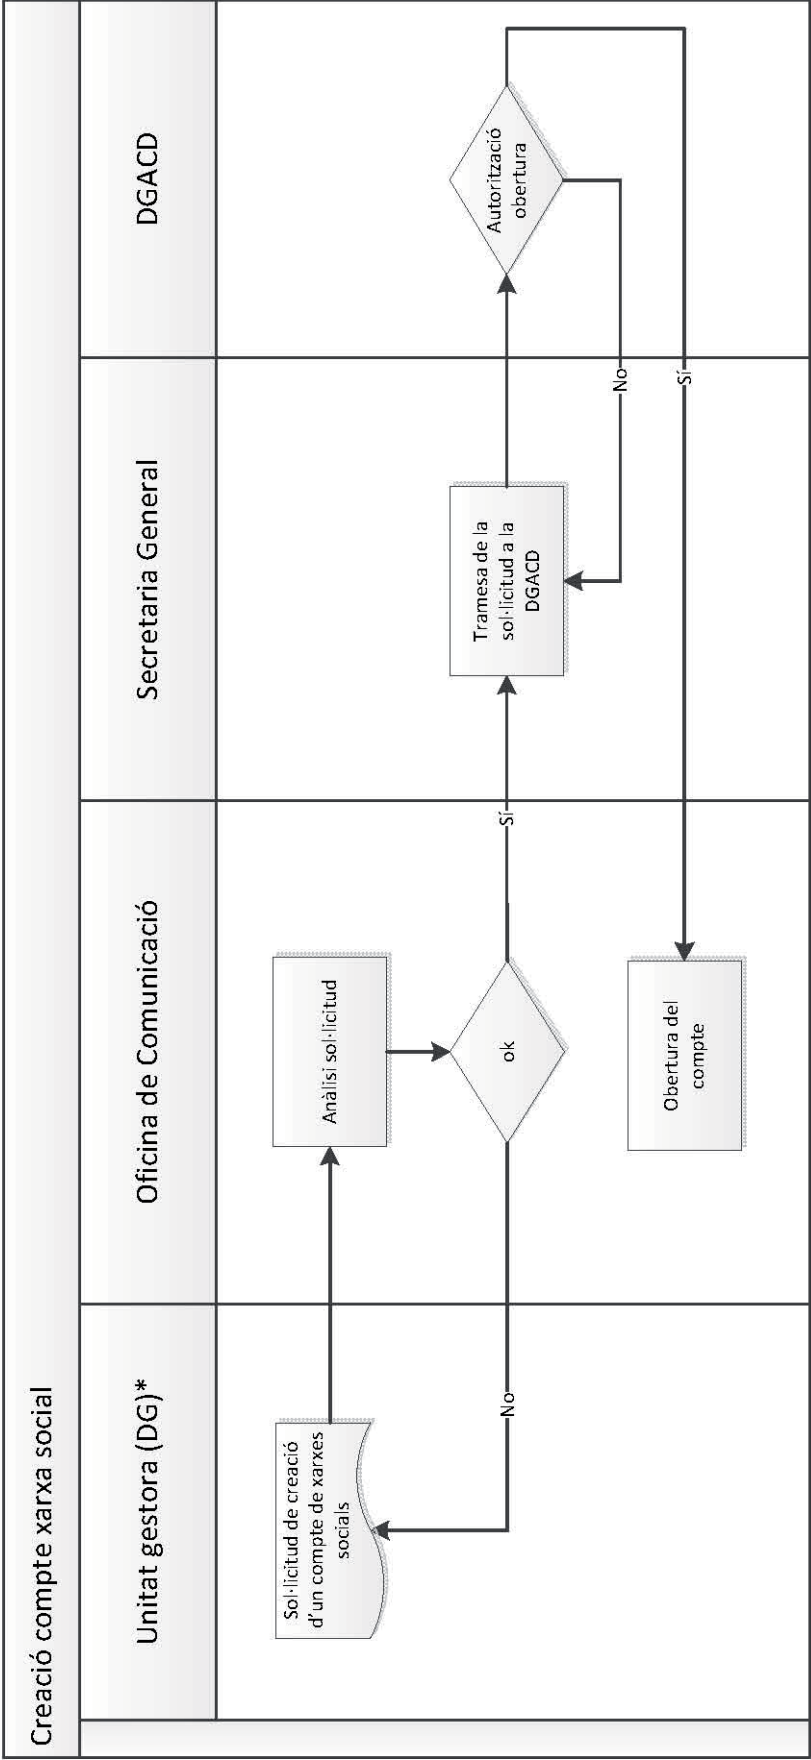 Creació compte xarxa social
Unitat gestora (DG)*
Oficina de Comunicació
Secretaria General
DGACD
Sol·licitud de creació
d'un compte de xarxes
socials
Anàlisi sol·licitud
ok
No
Sí
Tramesa de la
sol·licitud a la
DGACD
Autorització
obertura
No
Sí
Obertura del
compte